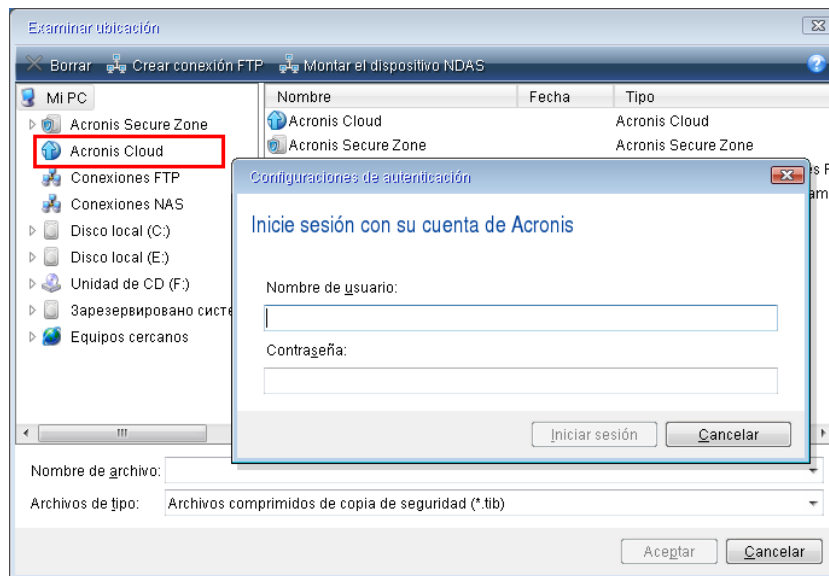 Examinar ubicación
Borrar Crear conexión FTP Montar el dispositivo NDAS
Mi PC
Acronis Secure Zone
Acronis Cloud
Conexiones FTP
Conexiones NAS
Disco local (C:)
Disco local (E:)
Unidad de CD (F:)
Зарезервировано систе
Equipos cercanos
Nombre Fecha Tipo
Acronis Cloud Acronis Cloud
Acronis Secure Zone Acronis Secure Zone
Configuraciones de autenticación
Inicie sesión con su cuenta de Acronis
Nombre de usuario:
Contraseña:
Iniciar sesión Cancelar
Nombre de archivo:
Archivos de tipo: Archivos comprimidos de copia de seguridad (*.tib)
Aceptar Cancelar